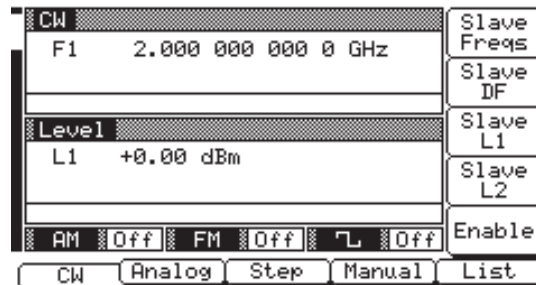 CW
F1 2.000 000 000 0 GHz
Level
L1 +0.00 dBm
AM Off FM Off Off
Slave Freqs
Slave DF
Slave L1
Slave L2
Enable
CW Analog Step Manual List